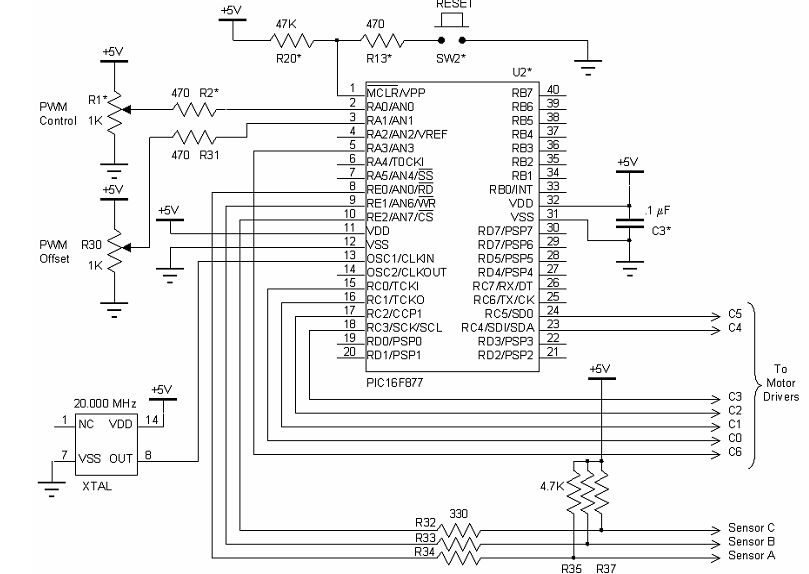 RESET
+5V
47K
470
R20*
R13*
SW2*
+5V
U2*
470 R2*
R1*
1K
PWM
Control
470 R31
+5V
PWM
Offset
R30
1K
+5V
1 MCLR/VPP
2 RA0/AN0
3 RA1/AN1
4 RA2/AN2/VREF
5 RA3/AN3
6 RA4/TOCKI
7 RA5/AN4/SS
8 RE0/AN0/RD
9 RE1/AN6/WR
10 RE2/AN7/CS
11 VDD
12 VSS
13 OSC1/CLKIN
14 OSC2/CLKOUT
15 RC0/TCKI
16 RC1/TCKO
17 RC2/CCP1
18 RC3/SCK/SCL
19 RD0/PSP0
20 RD1/PSP1
RB7 40
RB6 39
RB5 38
RB4 37
RB3 36
RB2 35
RB1 34
RB0/INT 33
VDD 32
VSS 31
RD7/PSP7 30
RD7/PSP6 29
RD5/PSP5 28
RD4/PSP4 27
RC7/RX/DT 26
RC6/TX/CK 25
RC5/SD0 24
RC4/SDI/SDA 23
RD3/PSP3 22
RD2/PSP2 21
PIC16F877
+5V
.1 µF
C3*
C5
C4
C3
C2
C1
C0
C6
To
Motor
Drivers
20.000 MHz
+5V
1 NC VDD 14
7 VSS OUT 8
XTAL
+5V
4.7K
330
R32
R33
R34
R35 R37
Sensor C
Sensor B
Sensor A